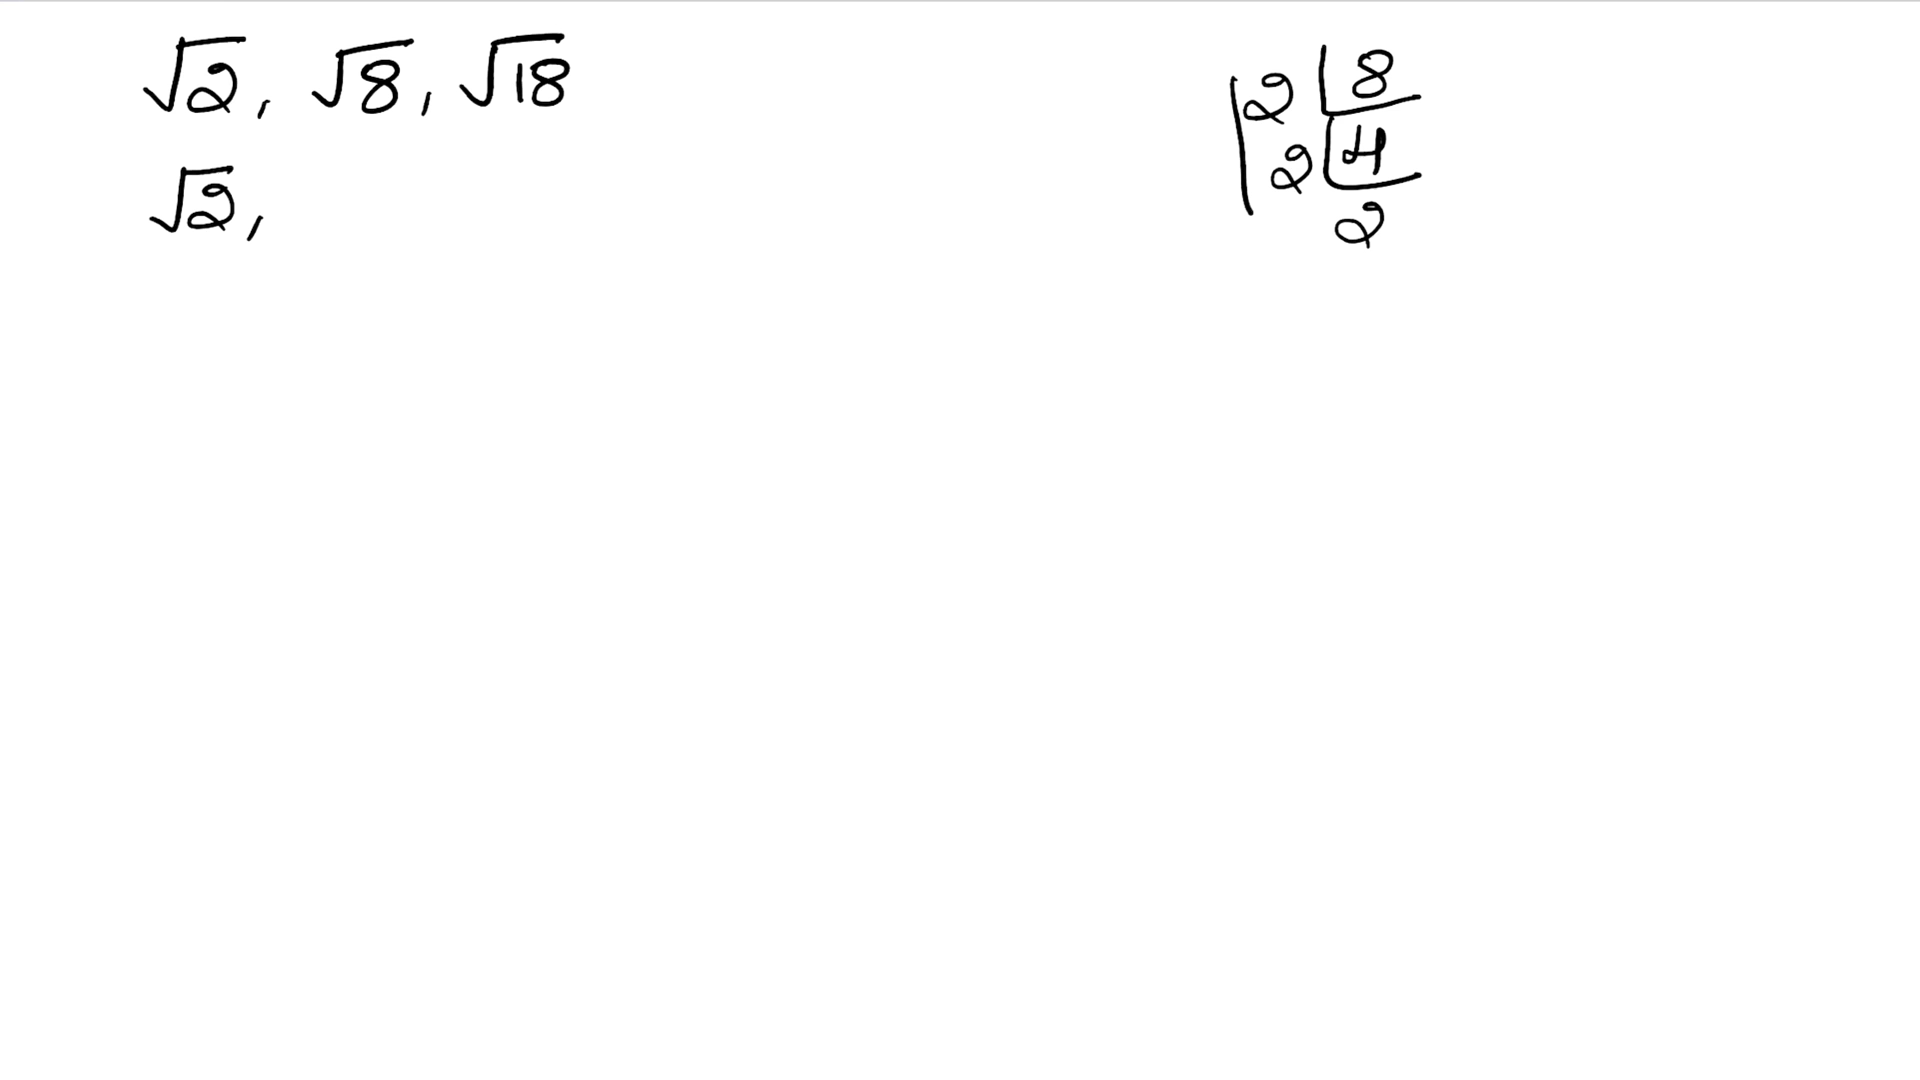 √2, √8, √18
√2,
2 8
2 4
2